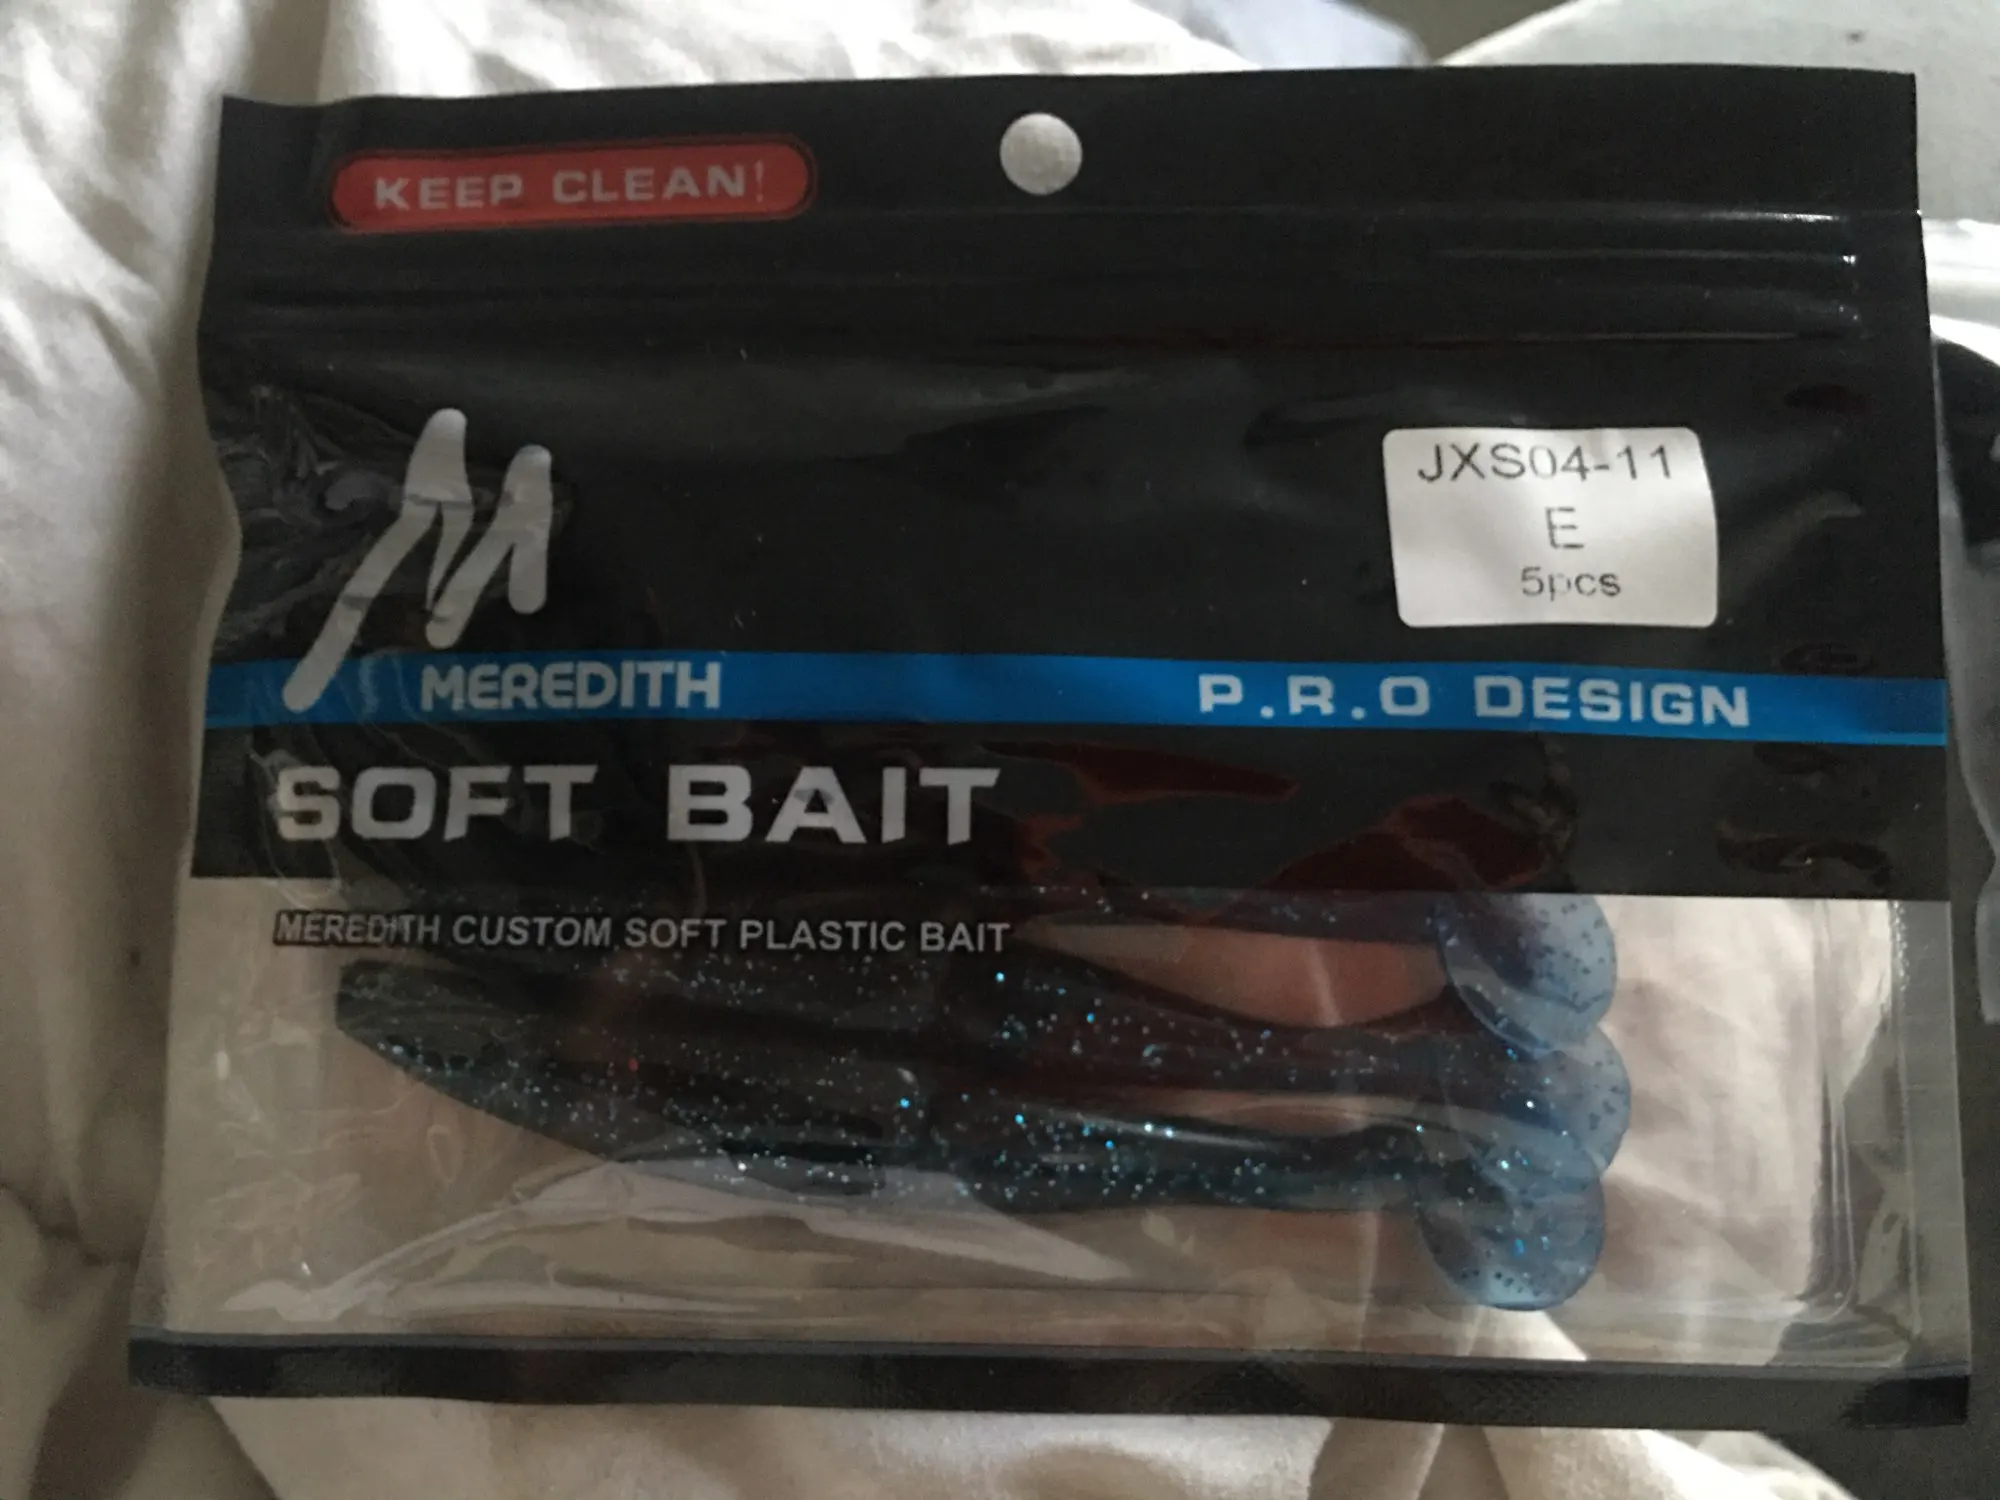 KEEP CLEAN!
JXS04-11
E
5pcs
M
MEREDITH
P.R.O DESIGN
SOFT BAIT
MEREDITH CUSTOM SOFT PLASTIC BAIT